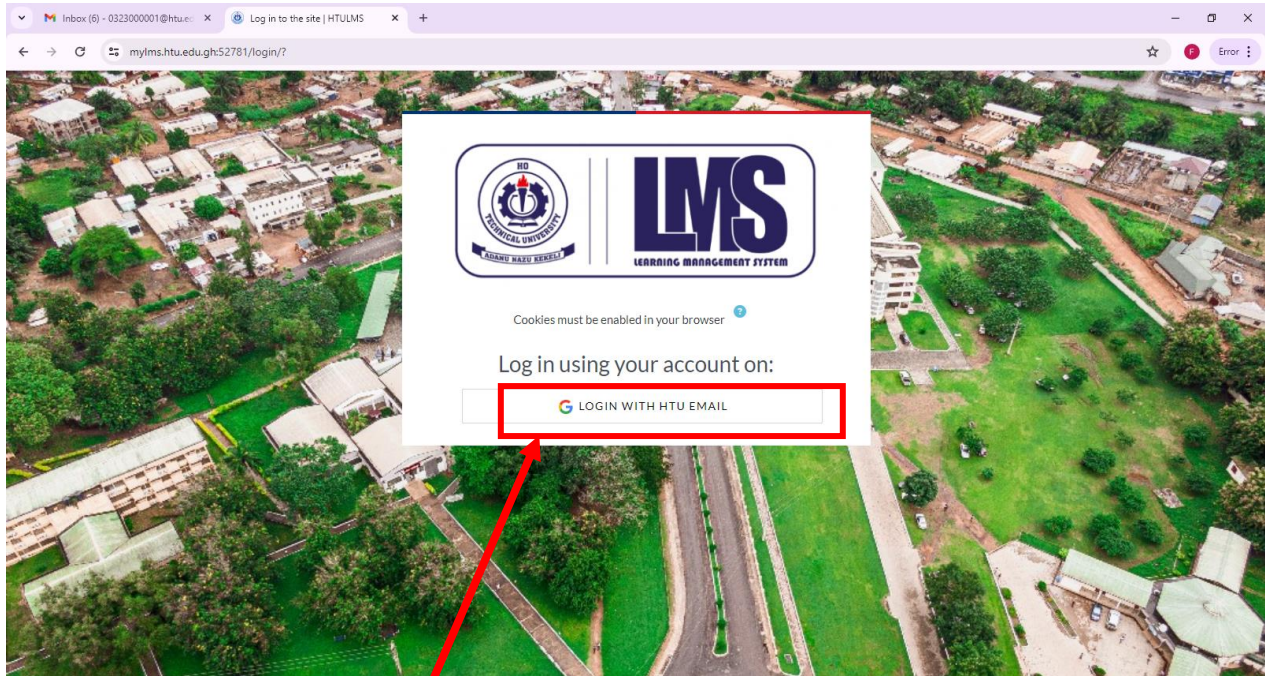 Inbox (6) - 0323000001@htu.e
Log in to the site | HTULMS
mylms.htu.edu.gh:52781/login/?
F
Error
HO
TECHNICAL UNIVERSITY
ADANU NAZU KEKELI
LMS
LEARNING MANAGEMENT SYSTEM
Cookies must be enabled in your browser
?
Log in using your account on:
LOGIN WITH HTU EMAIL